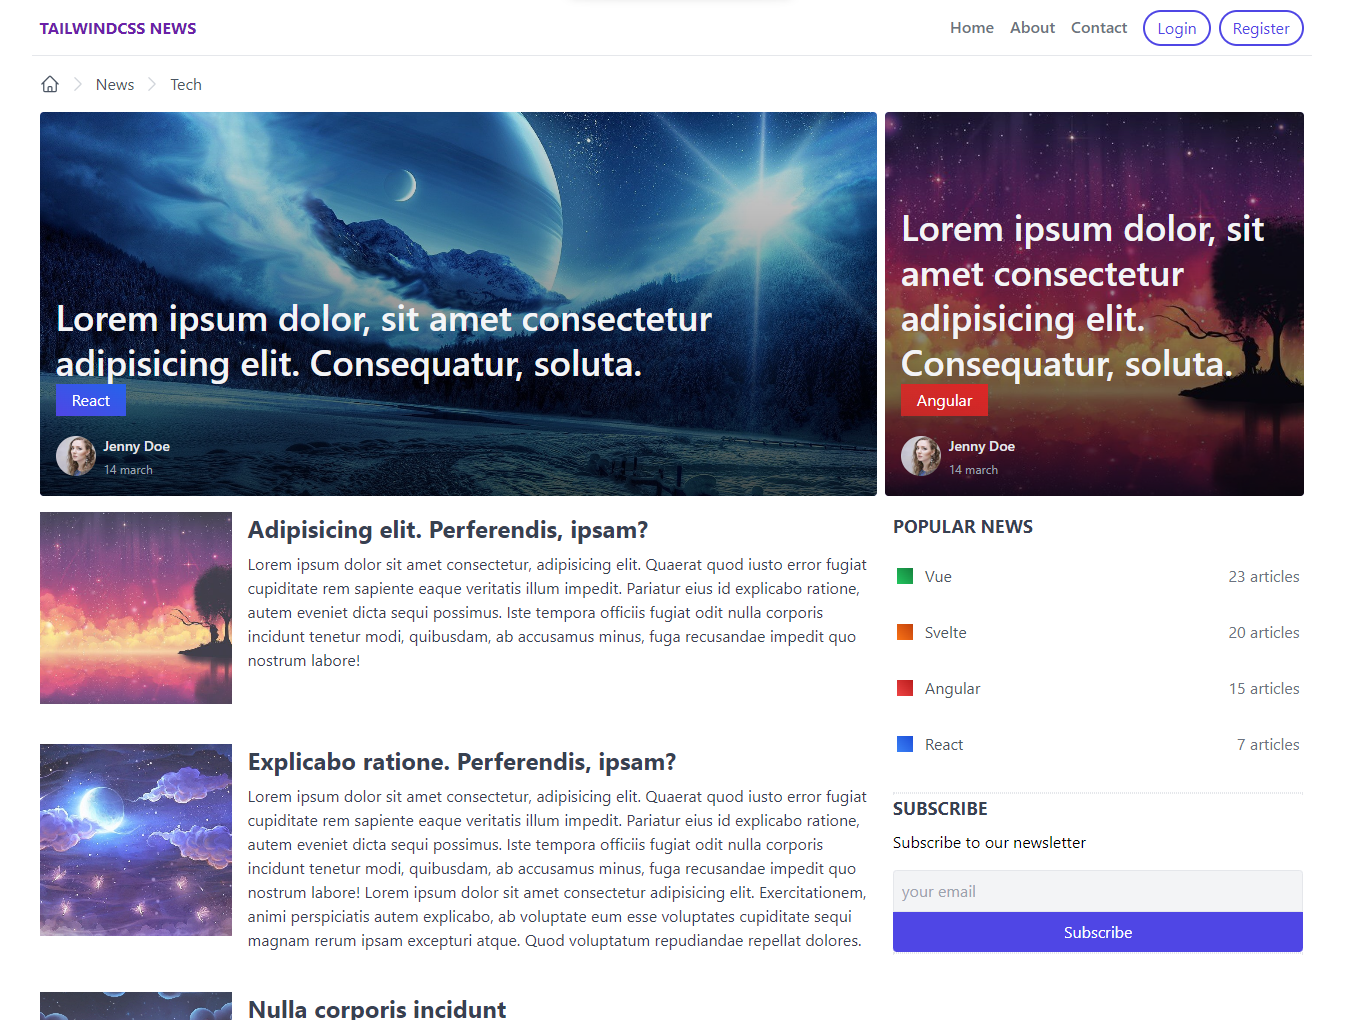 TAILWINDCSS NEWS
Home About Contact Login Register
News Tech
Lorem ipsum dolor, sit amet consectetur
adipisicing elit. Consequatur, soluta.
React
Jenny Doe
14 march
Lorem ipsum dolor, sit
amet consectetur
adipisicing elit.
Consequatur, soluta.
Angular
Jenny Doe
14 march
Adipisicing elit. Perferendis, ipsam?
Lorem ipsum dolor sit amet consectetur, adipisicing elit. Quaerat quod iusto error fugiat
cupiditate rem sapiente eaque veritatis illum impedit. Pariatur eius id explicabo ratione,
autem eveniet dicta sequi possimus. Iste tempora officiis fugiat odit nulla corporis
incidunt tenetur modi, quibusdam, ab accusamus minus, fuga recusandae impedit quo
nostrum labore!
Explicabo ratione. Perferendis, ipsam?
Lorem ipsum dolor sit amet consectetur, adipisicing elit. Quaerat quod iusto error fugiat
cupiditate rem sapiente eaque veritatis illum impedit. Pariatur eius id explicabo ratione,
autem eveniet dicta sequi possimus. Iste tempora officiis fugiat odit nulla corporis
incidunt tenetur modi, quibusdam, ab accusamus minus, fuga recusandae impedit quo
nostrum labore! Lorem ipsum dolor sit amet consectetur adipisicing elit. Exercitationem,
animi perspiciatis autem explicabo, ab voluptate eum esse voluptates cupiditate sequi
magnam rerum ipsam excepturi atque. Quod voluptatum repudiandae repellat dolores.
Nulla corporis incidunt
POPULAR NEWS
Vue 23 articles
Svelte 20 articles
Angular 15 articles
React 7 articles
SUBSCRIBE
Subscribe to our newsletter
your email
Subscribe